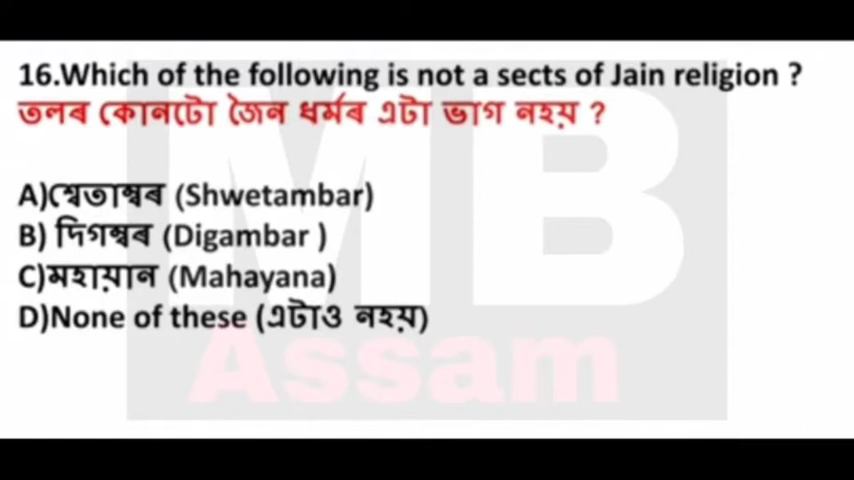 16.Which of the following is not a sects of Jain religion ?
তলৰ কোনটো জৈন ধৰ্মৰ এটা ভাগ নহয় ?
A)শ্বেতাম্বৰ (Shwetambar)
B) দিগম্বৰ (Digambar )
C)মহায়ান (Mahayana)
D)None of these (এটাও নহয়)
MB
Assam